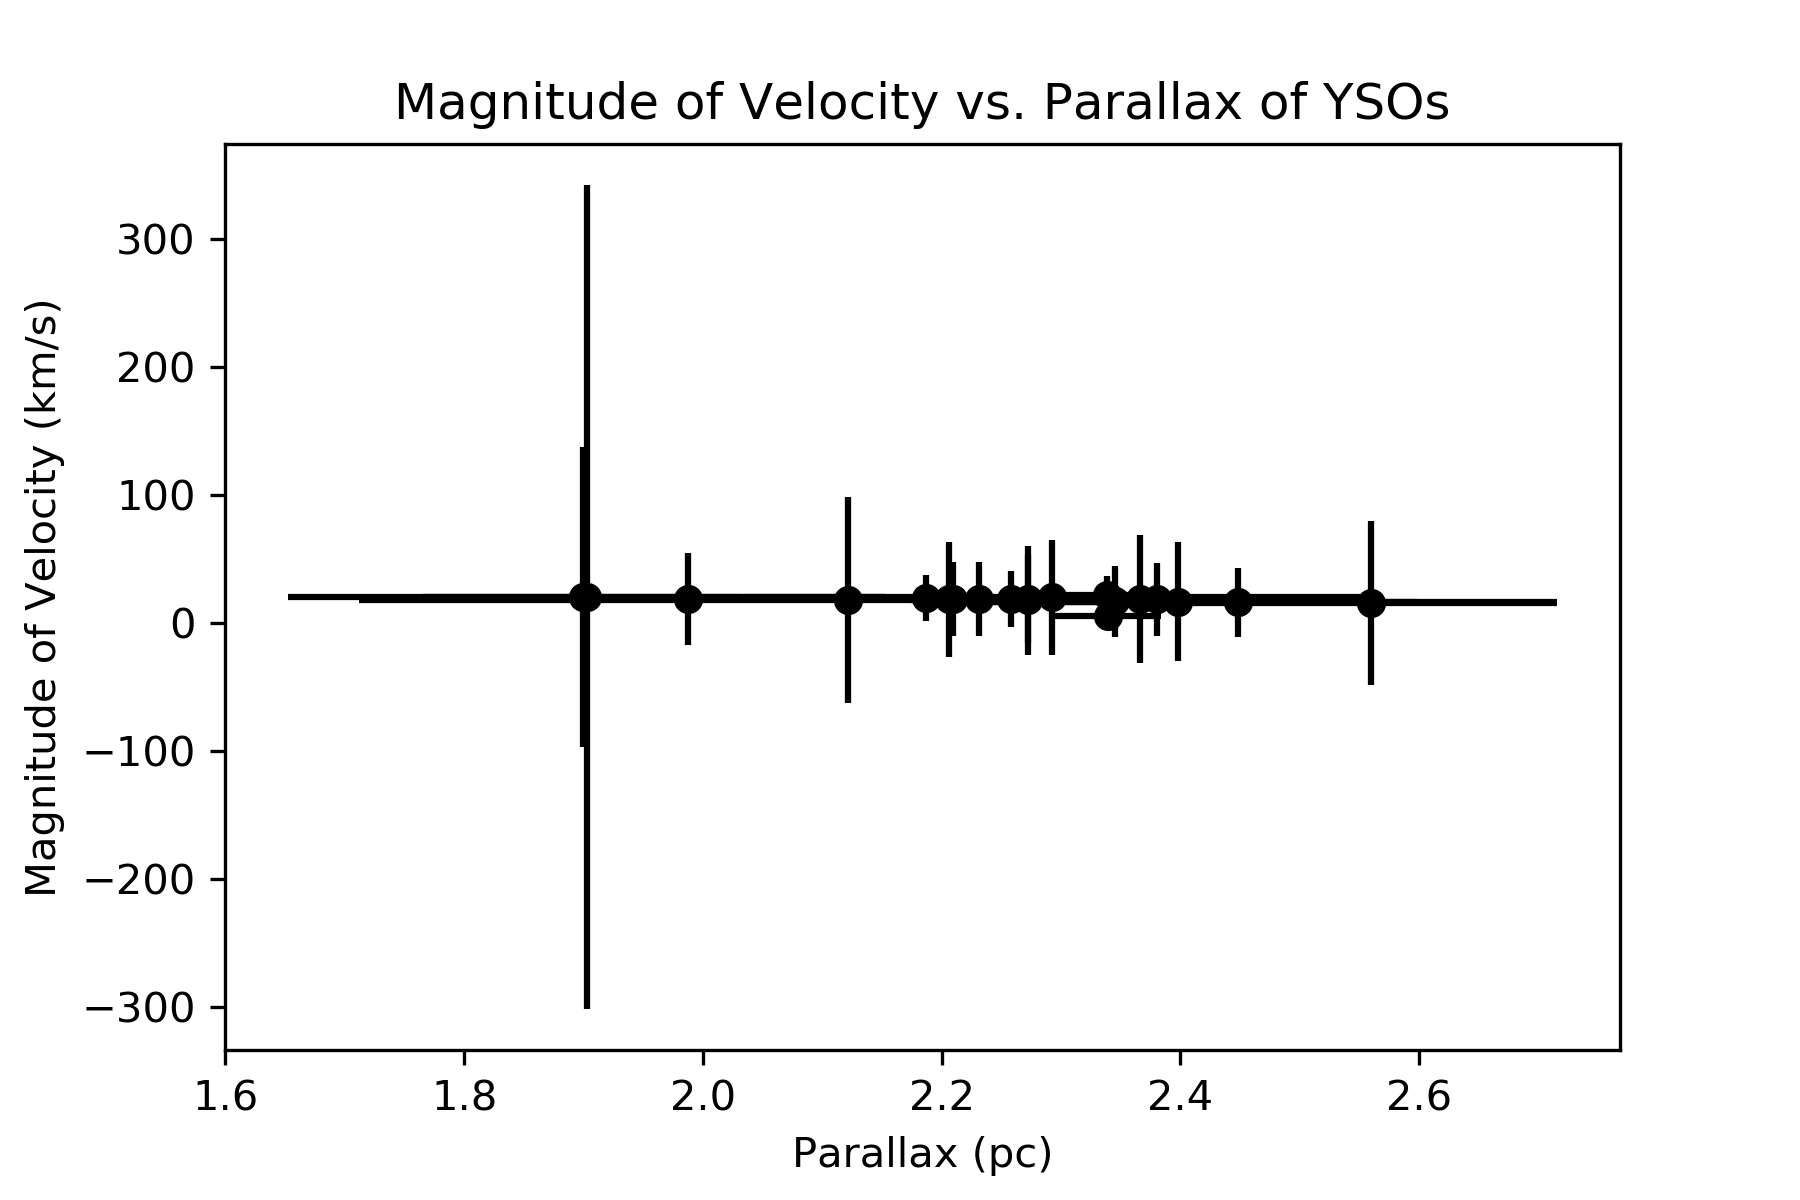 Magnitude of Velocity vs. Parallax of YSOs
Magnitude of Velocity (km/s)
300
200
100
0
−100
−200
−300
1.6 1.8 2.0 2.2 2.4 2.6
Parallax (pc)